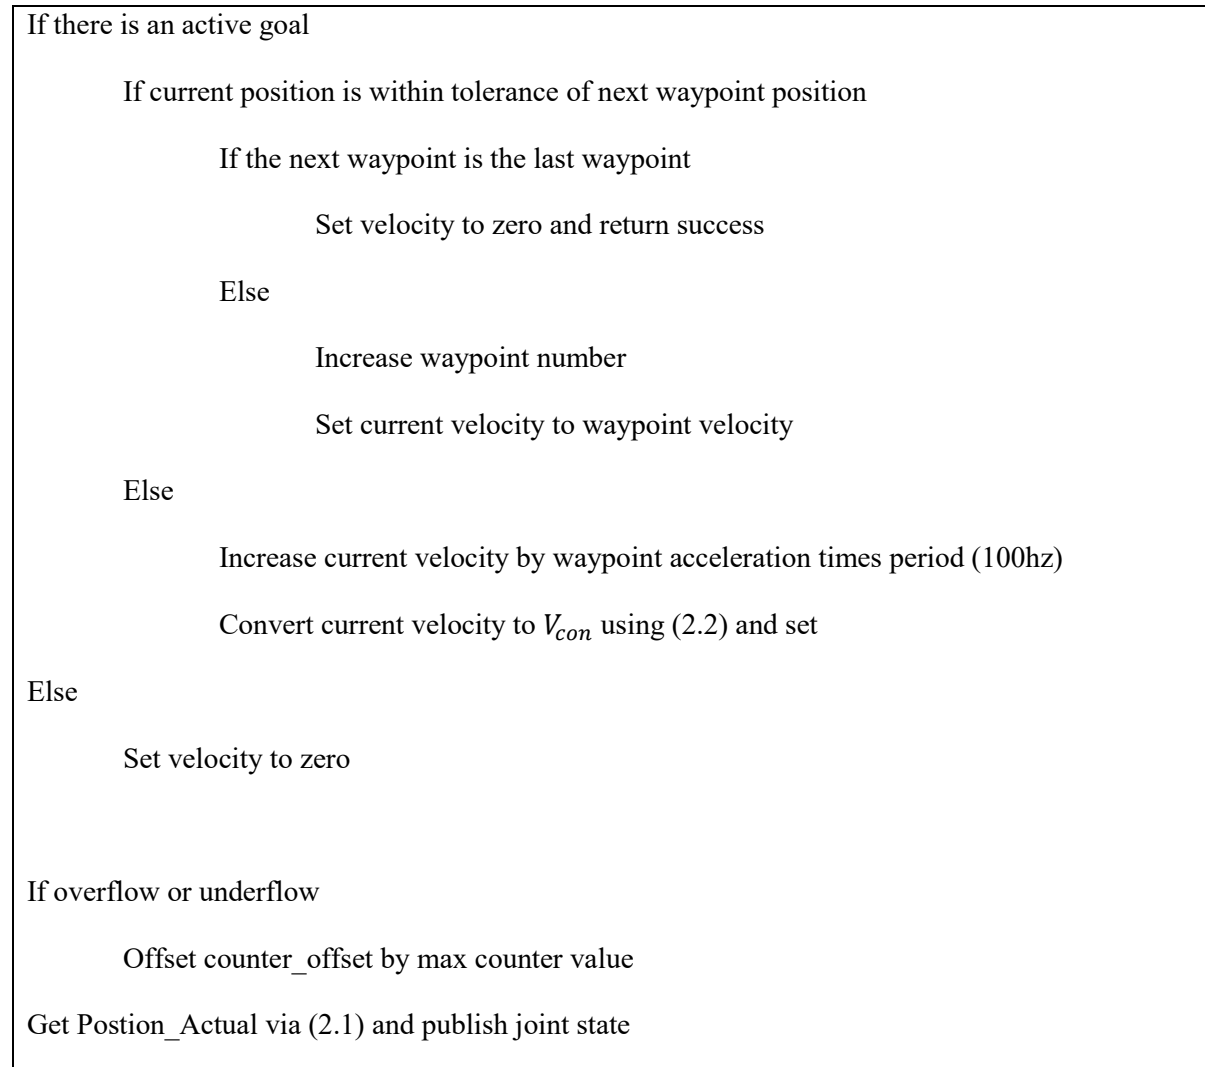 If there is an active goal
If current position is within tolerance of next waypoint position
If the next waypoint is the last waypoint
Set velocity to zero and return success
Else
Increase waypoint number
Set current velocity to waypoint velocity
Else
Increase current velocity by waypoint acceleration times period (100hz)
Convert current velocity to V_con using (2.2) and set
Else
Set velocity to zero
If overflow or underflow
Offset counter_offset by max counter value
Get Postion_Actual via (2.1) and publish joint state